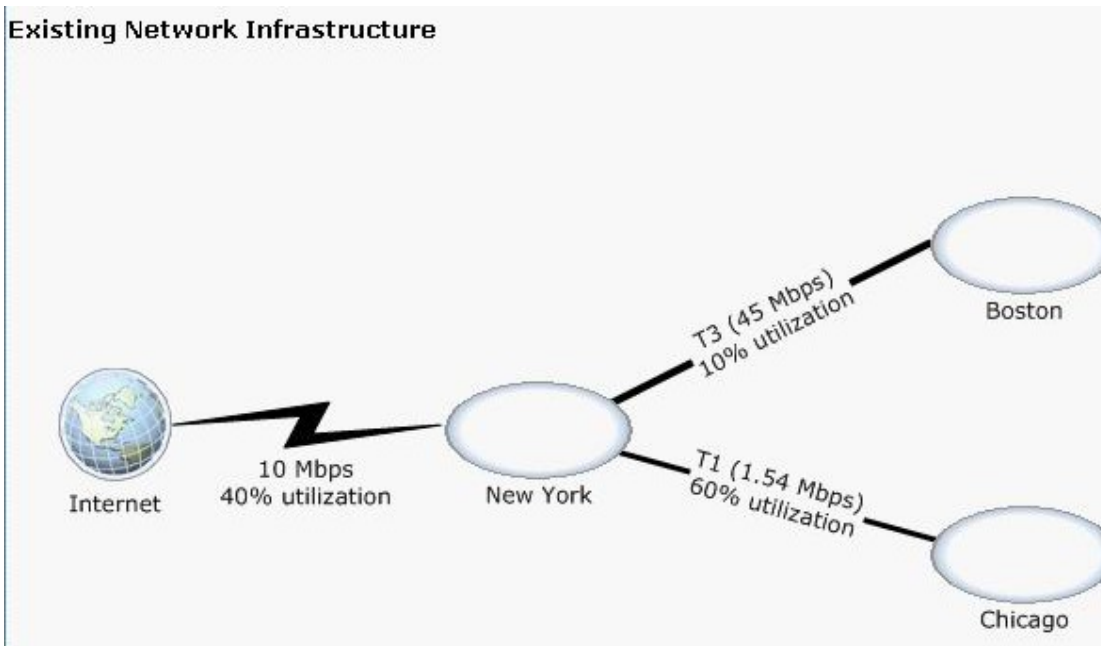 Existing Network Infrastructure
T3 (45 Mbps)
10% utilization
Boston
10 Mbps
40% utilization
Internet
New York
T1 (1.54 Mbps)
60% utilization
Chicago